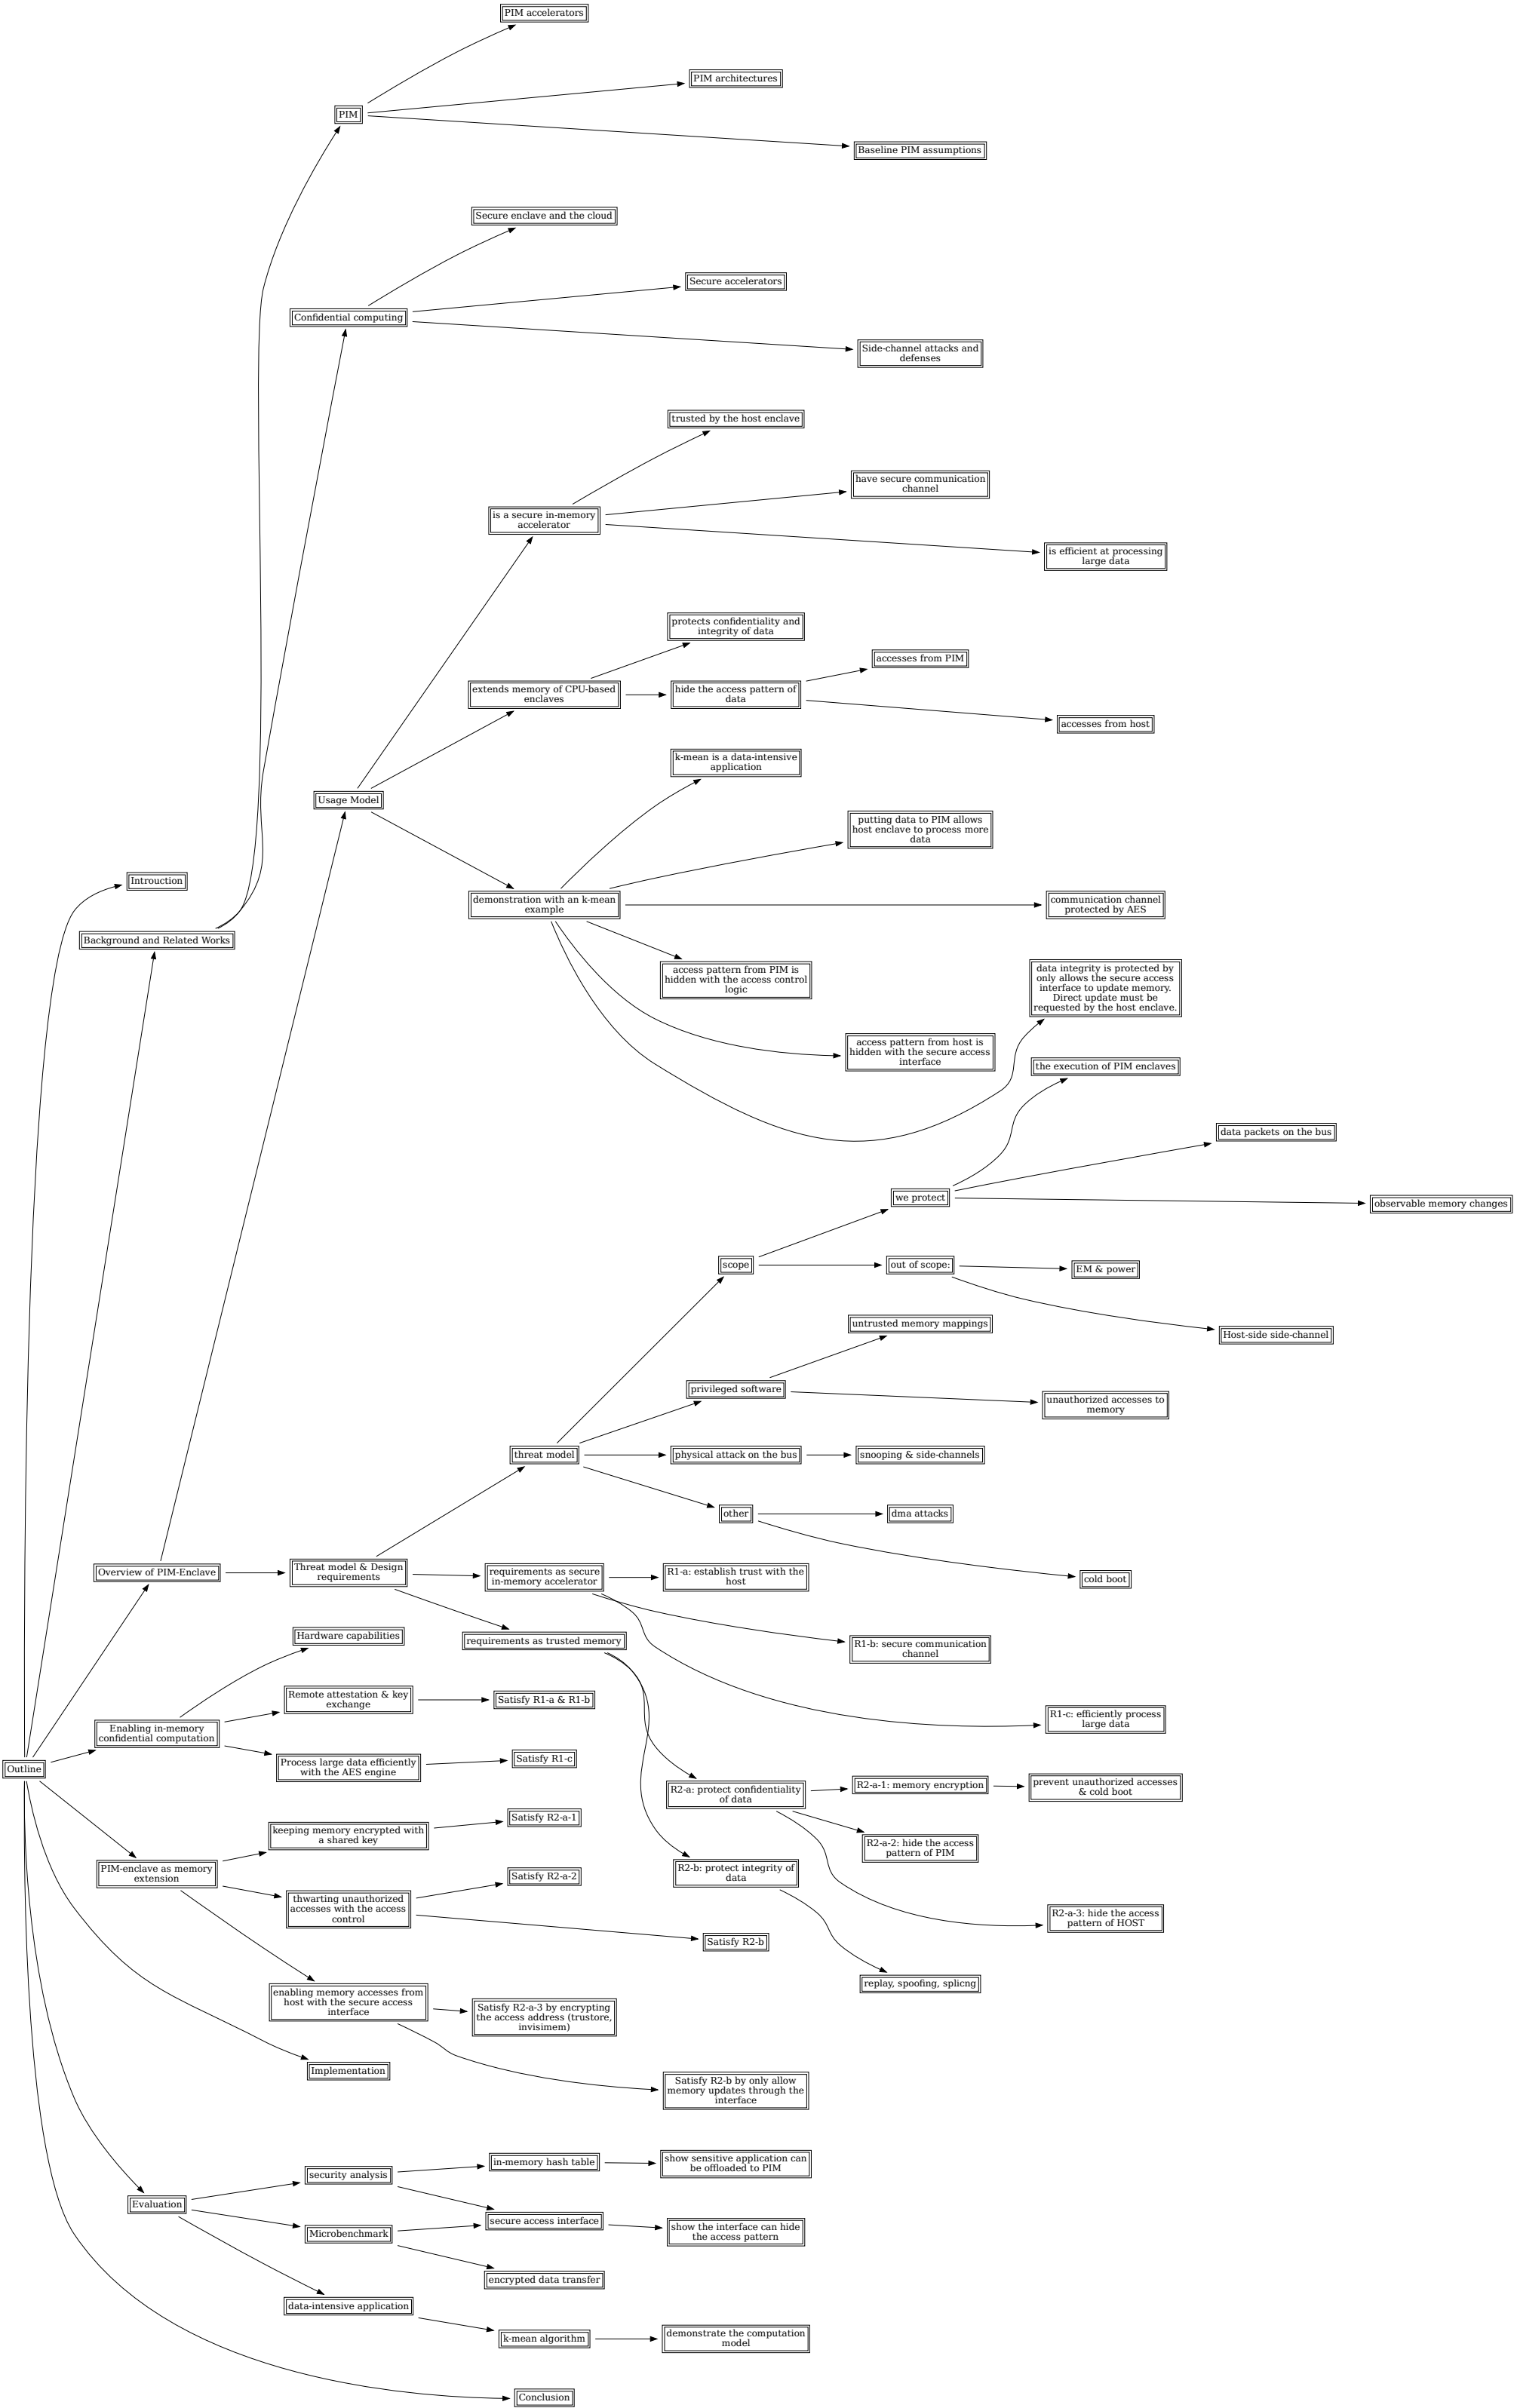 PIM accelerators
PIM architectures
PIM
Baseline PIM assumptions
Secure enclave and the cloud
Secure accelerators
Confidential computing
Side-channel attacks and
defenses
trusted by the host enclave
have secure communication
channel
is a secure in-memory
accelerator
is efficient at processing
large data
protects confidentiality and
integrity of data
accesses from PIM
extends memory of CPU-based
enclaves
hide the access pattern of
data
accesses from host
k-mean is a data-intensive
application
Usage Model
putting data to PIM allows
host enclave to process more
data
Introuction
demonstration with an k-mean
example
communication channel
protected by AES
Background and Related Works
access pattern from PIM is
hidden with the access control
logic
data integrity is protected by
only allows the secure access
interface to update memory.
Direct update must be
requested by the host enclave.
access pattern from host is
hidden with the secure access
interface
the execution of PIM enclaves
data packets on the bus
we protect
observable memory changes
scope
out of scope:
EM & power
untrusted memory mappings
Host-side side-channel
privileged software
unauthorized accesses to
memory
threat model
physical attack on the bus
snooping & side-channels
other
dma attacks
Overview of PIM-Enclave
Threat model & Design
requirements
requirements as secure
in-memory accelerator
R1-a: establish trust with the
host
cold boot
Hardware capabilities
requirements as trusted memory
R1-b: secure communication
channel
Remote attestation & key
exchange
Satisfy R1-a & R1-b
R1-c: efficiently process
large data
Enabling in-memory
confidential computation
Outline
Process large data efficiently
with the AES engine
Satisfy R1-c
R2-a: protect confidentiality
of data
R2-a-1: memory encryption
prevent unauthorized accesses
& cold boot
keeping memory encrypted with
a shared key
Satisfy R2-a-1
R2-a-2: hide the access
pattern of PIM
PIM-enclave as memory
extension
Satisfy R2-a-2
R2-b: protect integrity of
data
thwarting unauthorized
accesses with the access
control
R2-a-3: hide the access
pattern of HOST
Satisfy R2-b
replay, spoofing, splicng
enabling memory accesses from
host with the secure access
interface
Satisfy R2-a-3 by encrypting
the access address (trustore,
invisimem)
Implementation
Satisfy R2-b by only allow
memory updates through the
interface
security analysis
in-memory hash table
show sensitive application can
be offloaded to PIM
Evaluation
Microbenchmark
secure access interface
show the interface can hide
the access pattern
encrypted data transfer
data-intensive application
k-mean algorithm
demonstrate the computation
model
Conclusion